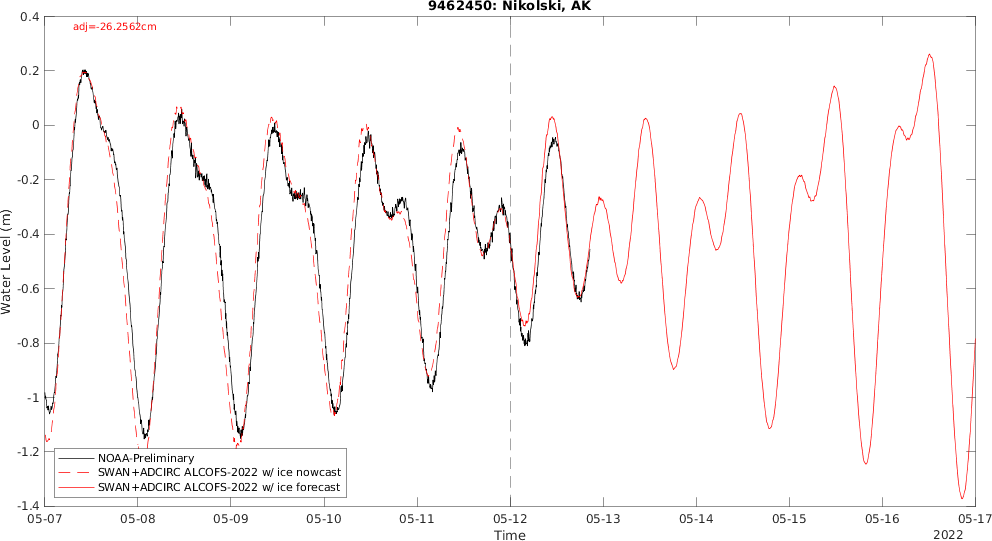 9462450: Nikolski, AK
adj=-26.2562cm
0.4
0.2
0
-0.2
-0.4
-0.6
-0.8
-1
-1.2
-1.4
Water Level (m)
NOAA-Preliminary
SWAN+ADCIRC ALCOFS-2022 w/ ice nowcast
SWAN+ADCIRC ALCOFS-2022 w/ ice forecast
05-07 05-08 05-09 05-10 05-11 05-12 05-13 05-14 05-15 05-16 05-17
Time
2022